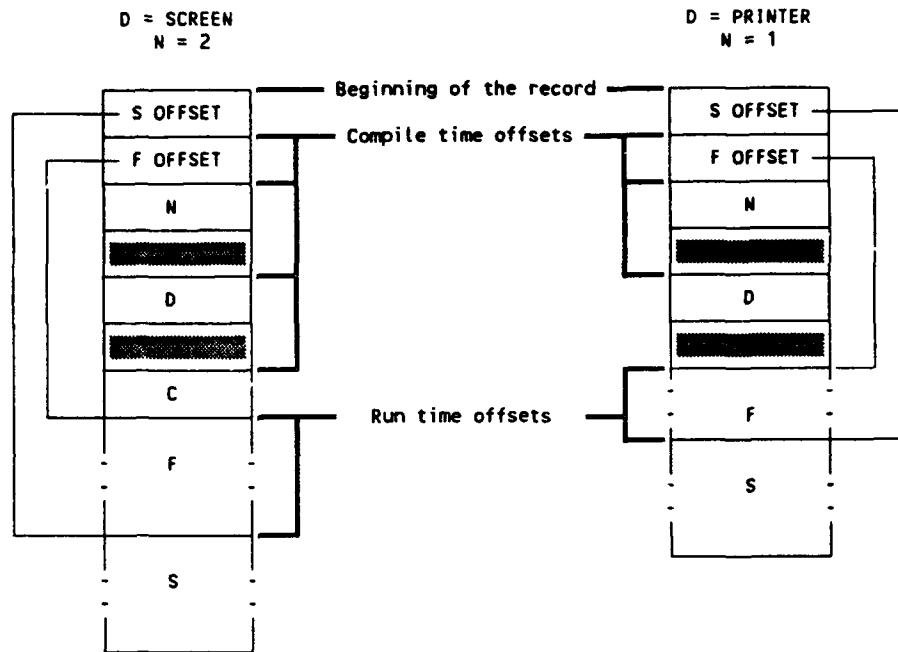 D = SCREEN
N = 2
D = PRINTER
N = 1
Beginning of the record
S OFFSET
S OFFSET
Compile time offsets
F OFFSET
F OFFSET
N
N
D
D
C
Run time offsets
F
F
S
S